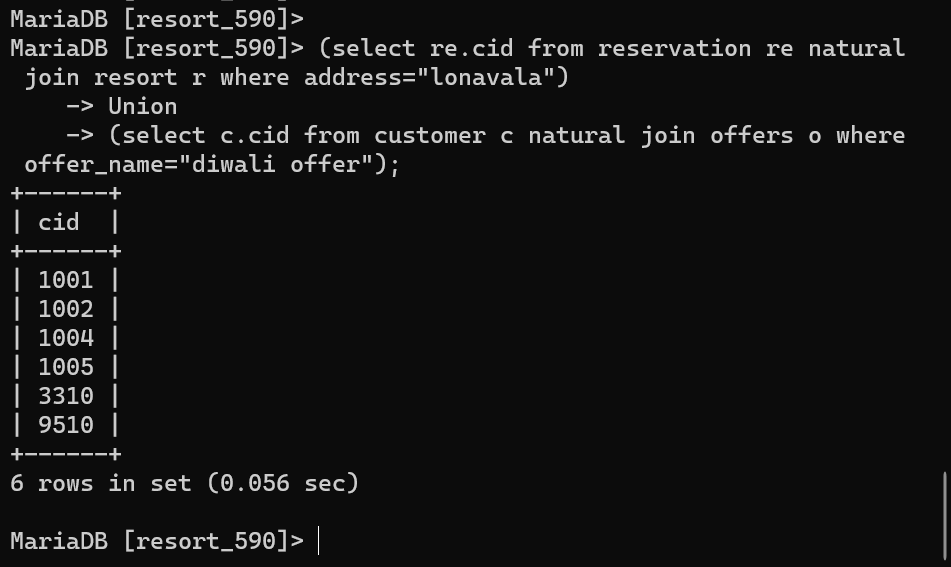 MariaDB [resort_590]>
MariaDB [resort_590]> (select re.cid from reservation re natural
 join resort r where address="lonavala")
    -> Union
    -> (select c.cid from customer c natural join offers o where
 offer_name="diwali offer");
+------+
| cid  |
+------+
| 1001 |
| 1002 |
| 1004 |
| 1005 |
| 3310 |
| 9510 |
+------+
6 rows in set (0.056 sec)

MariaDB [resort_590]>